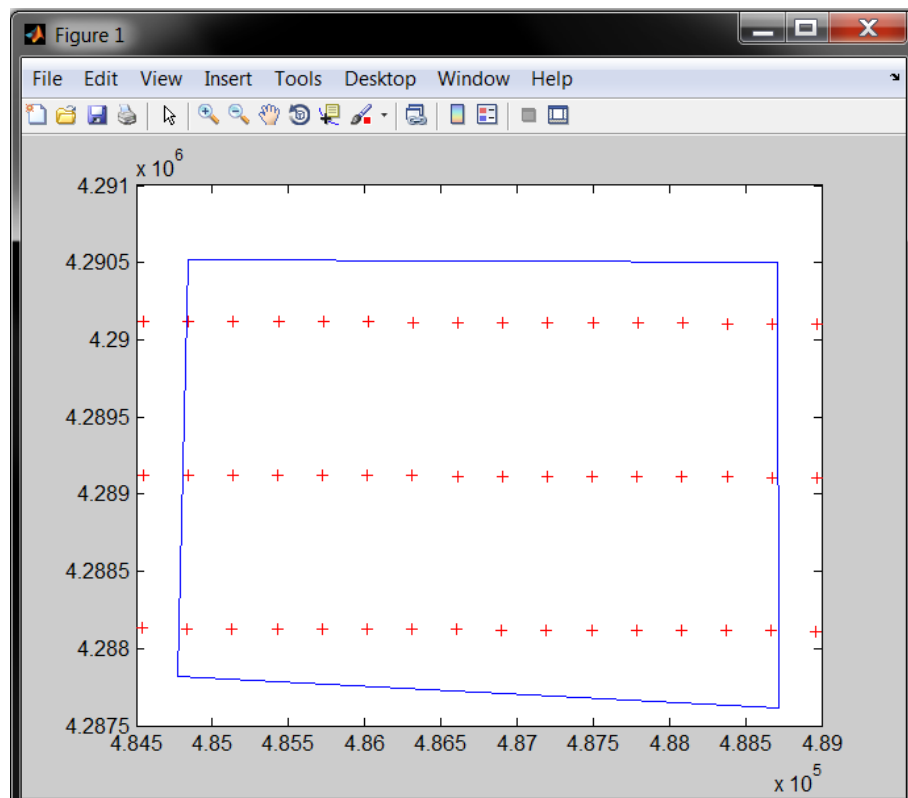 Figure 1
File Edit View Insert Tools Desktop Window Help
x 10^6
4.291
4.2905
4.29
4.2895
4.289
4.2885
4.288
4.2875
4.845 4.85 4.855 4.86 4.865 4.87 4.875 4.88 4.885 4.89
x 10^5